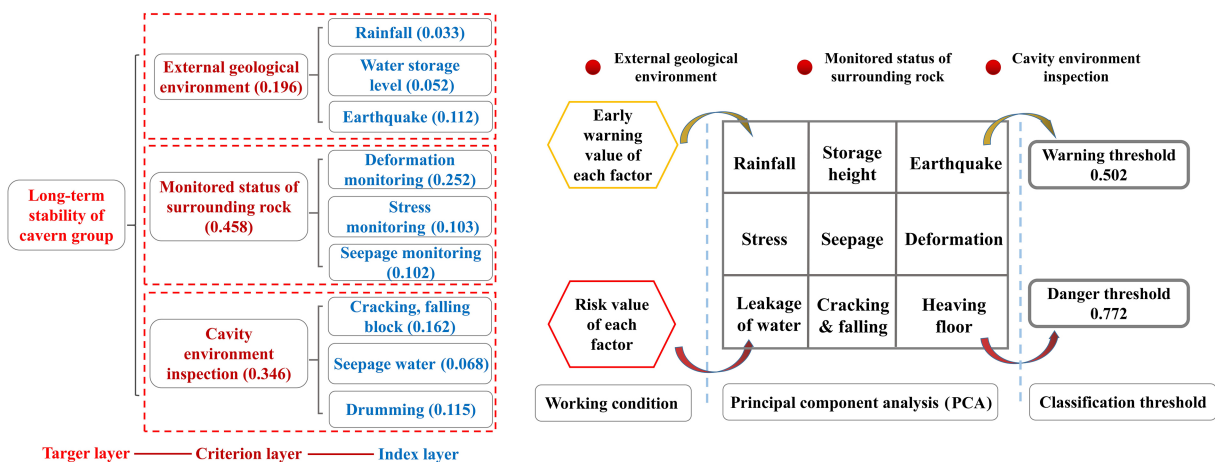 Rainfall (0.033)
External geological
environment (0.196)
Water storage
level (0.052)
Earthquake (0.112)
Long-term
stability of
cavern group
Monitored status of
surrounding rock
(0.458)
Deformation
monitoring (0.252)
Stress
monitoring (0.103)
Seepage monitoring
(0.102)
Cavity
environment
inspection (0.346)
Cracking, falling
block (0.162)
Seepage water (0.068)
Drumming (0.115)
Targer layer
Criterion layer
Index layer
External geological
environment
Monitored status of
surrounding rock
Cavity environment
inspection
Early
warning
value of
each factor
Rainfall
Storage
height
Earthquake
Warning threshold
0.502
Stress
Seepage
Deformation
Risk value
of each
factor
Leakage
of water
Cracking
& falling
Heaving
floor
Danger threshold
0.772
Working condition
Principal component analysis (PCA)
Classification threshold